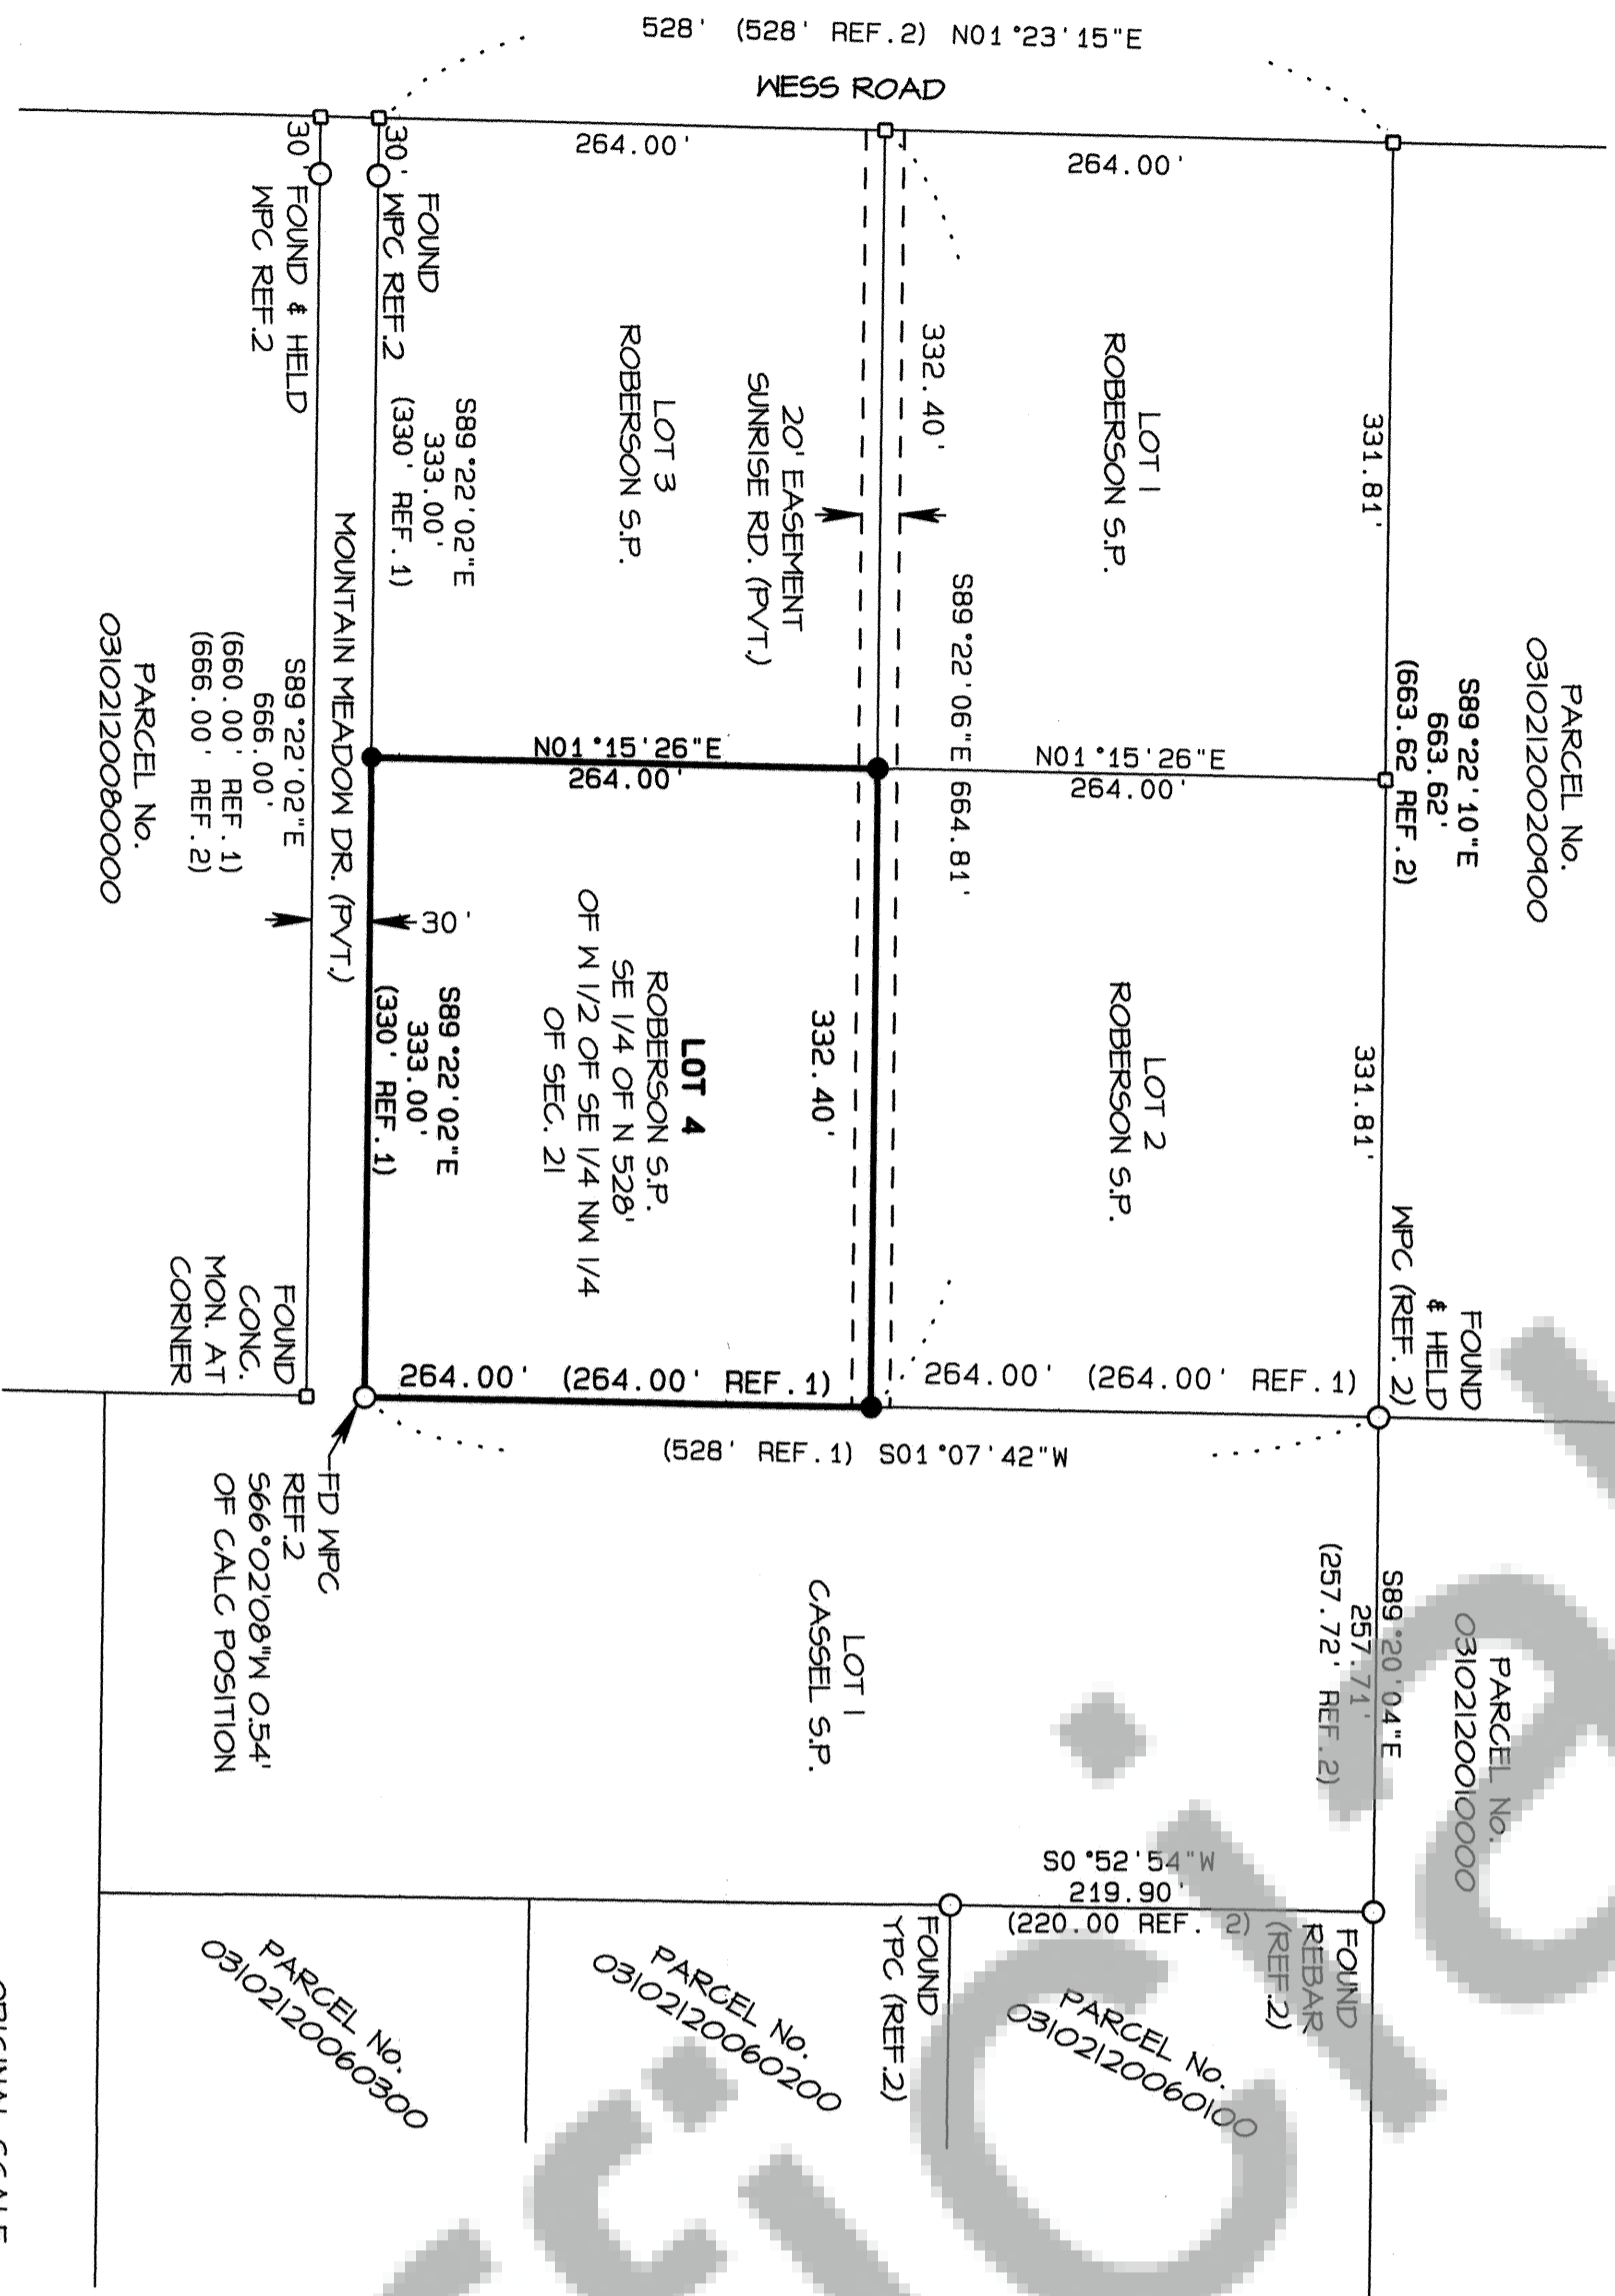 528' (528' REF.2) N01°23'15"E
WESS ROAD
264.00'
264.00'
30'
30'
FOUND
WPC REF.2
FOUND & HELD
WPC REF.2
LOT 1
ROBERSON S.P.
331.81'
332.40'
LOT 3
ROBERSON S.P.
20' EASEMENT
SUNRISE RD. (PVT.)
S89°22'02"E
333.00'
(330' REF.1)
PARCEL No.
03102120020900
S89°22'10"E
663.62'
(663.62 REF.2)
S89°22'06"E 664.81'
MOUNTAIN MEADOW DR. (PVT.)
S89°22'02"E
666.00'
(660.00' REF.1)
(666.00' REF.2)
PARCEL No.
03102120080000
N01°15'26"E
264.00'
N01°15'26"E
264.00'
30'
LOT 2
ROBERSON S.P.
331.81'
332.40'
LOT 4
ROBERSON S.P.
SE 1/4 OF N 528'
OF W 1/2 OF SE 1/4 NW 1/4
OF SEC. 21
S89°22'02"E
333.00'
(330' REF.1)
FOUND
& HELD
WPC (REF. 2)
FOUND
CONC.
MON. AT
CORNER
264.00' (264.00' REF.1)
264.00' (264.00' REF.1)
(528' REF.1) S01°07'42"W
FD WPC
REF.2
S66°02'08"W 0.54'
OF CALC POSITION
LOT 1
CASSEL S.P.
S89°20'04"E
257.71'
(257.72' REF.2)
PARCEL No.
03102120010000
S0°52'54"W
219.90'
(220.00 REF. 2)
FOUND
REBAR
(REF.2)
FOUND
YPC (REF.2)
PARCEL No.
03102120060100
PARCEL No.
03102120060200
PARCEL No.
03102120060300